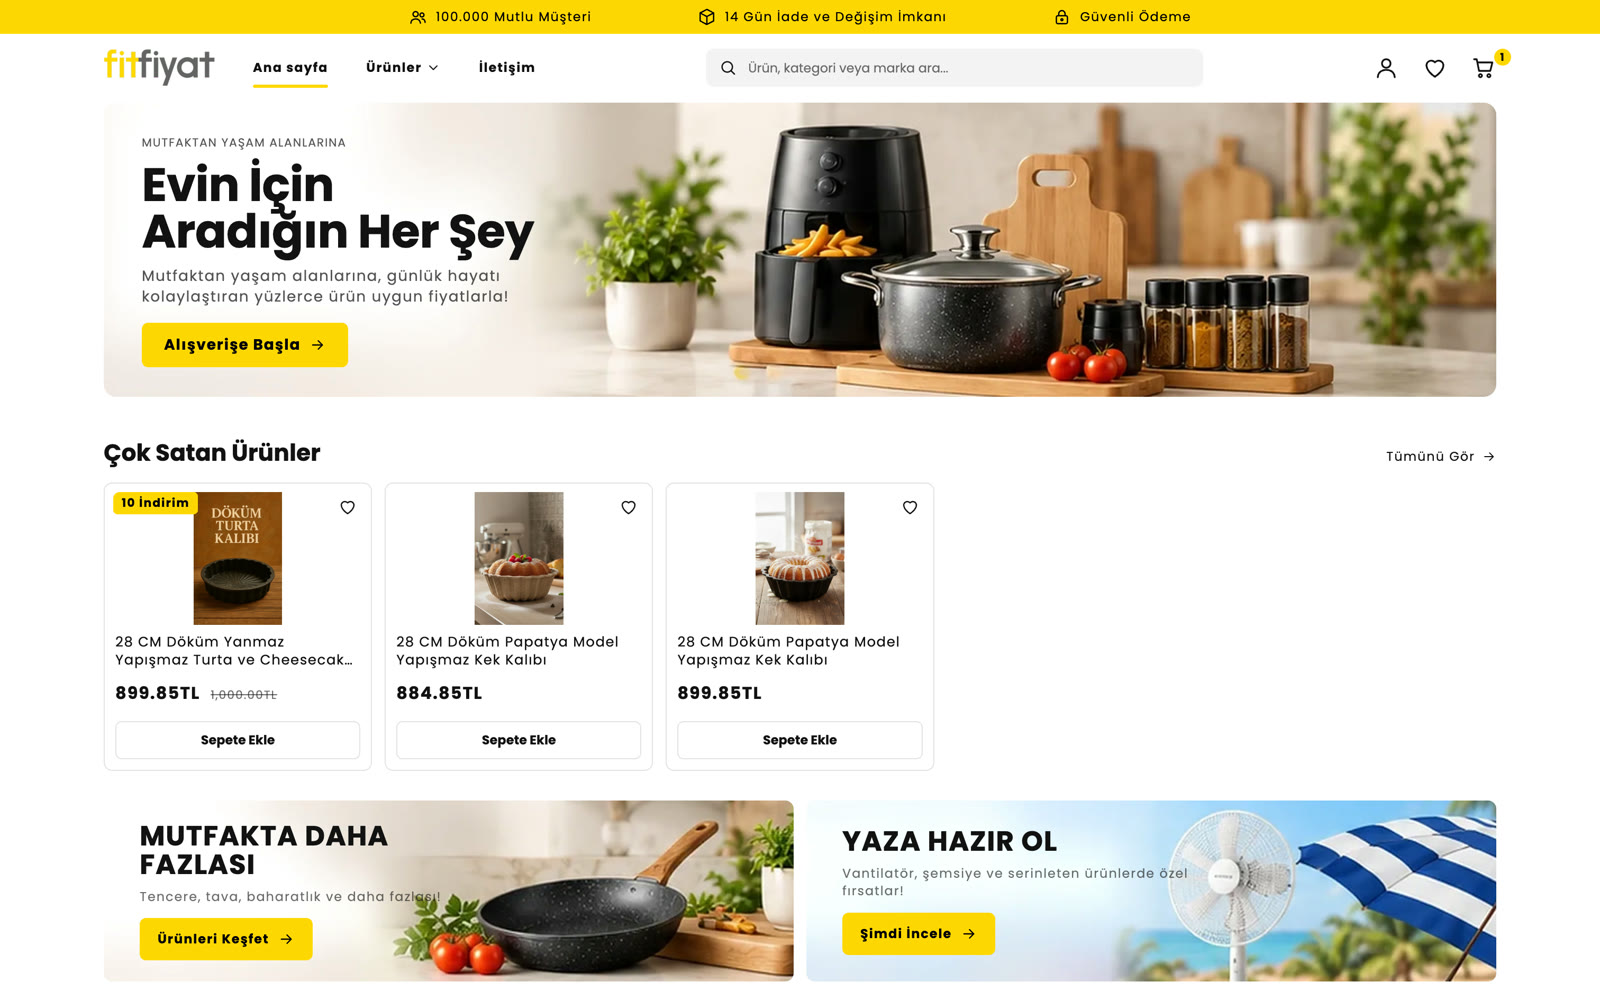 100.000 Mutlu Müşteri
14 Gün İade ve Değişim İmkanı
Güvenli Ödeme
fitfiyat
Ana sayfa
Ürünler
İletişim
Ürün, kategori veya marka ara...
1
MUTFAKTAN YAŞAM ALANLARINA
Evin İçin
Aradığın Her Şey
Mutfaktan yaşam alanlarına, günlük hayatı
kolaylaştıran yüzlerce ürün uygun fiyatlarla!
Alışverişe Başla →
Çok Satan Ürünler
Tümünü Gör →
10 İndirim
DÖKÜM
TURTA
KALIBI
28 CM Döküm Yanmaz
Yapışmaz Turta ve Cheesecak...
899.85TL 1,000.00TL
Sepete Ekle
28 CM Döküm Papatya Model
Yapışmaz Kek Kalıbı
884.85TL
Sepete Ekle
28 CM Döküm Papatya Model
Yapışmaz Kek Kalıbı
899.85TL
Sepete Ekle
MUTFAKTA DAHA
FAZLASI
Tencere, tava, baharatlık ve daha fazlası!
Ürünleri Keşfet →
YAZA HAZIR OL
Vantilatör, şemsiye ve serinleten ürünlerde özel
fırsatlar!
Şimdi İncele →